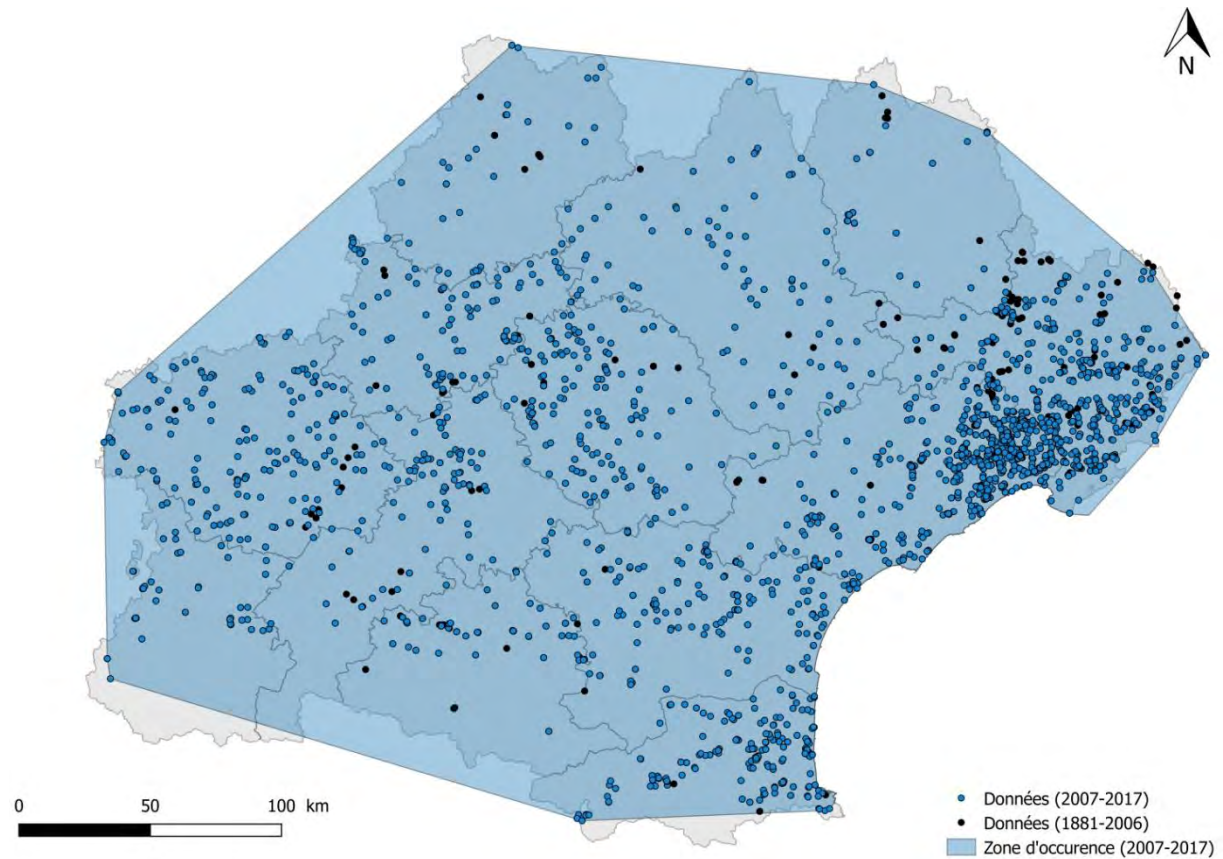 N
0 50 100 km
Données (2007-2017)
Données (1881-2006)
Zone d'occurence (2007-2017)